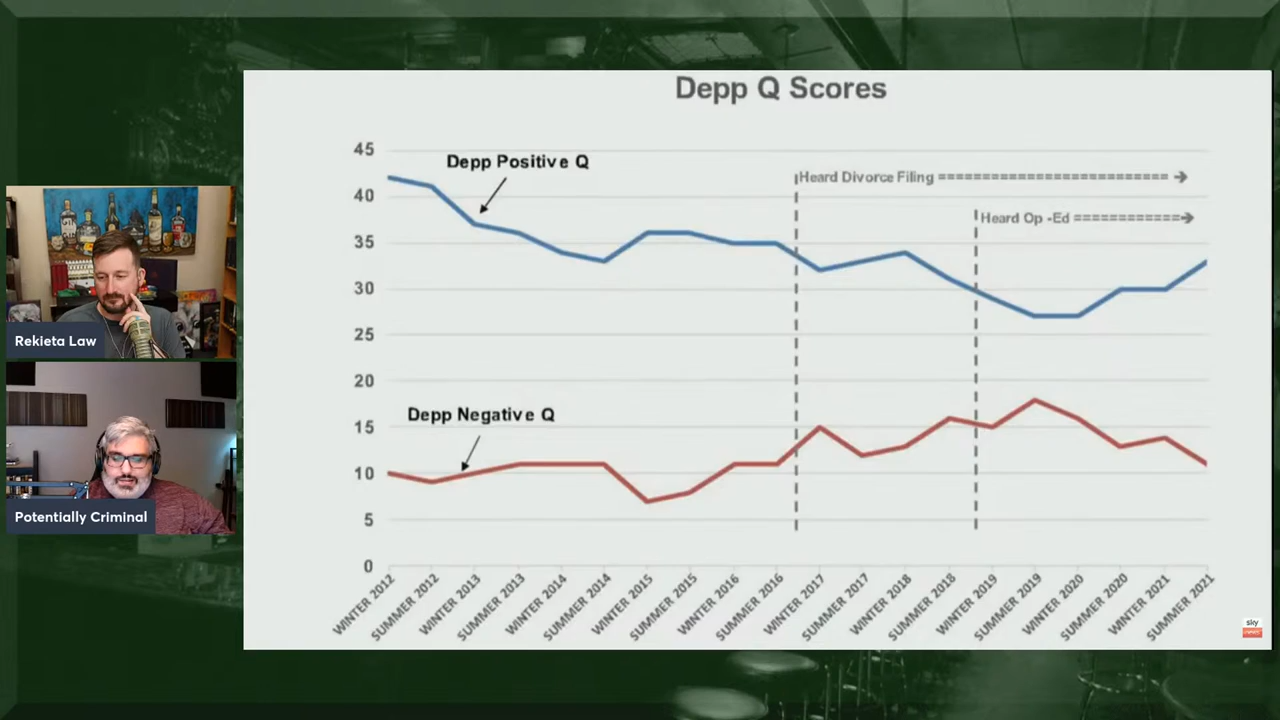 Depp Q Scores
45
40
35
30
25
20
15
10
5
0
Depp Positive Q
Heard Divorce Filing ========================= →
Heard Op -Ed ============= →
Depp Negative Q
WINTER 2012
SUMMER 2012
WINTER 2013
SUMMER 2013
WINTER 2014
SUMMER 2014
WINTER 2015
SUMMER 2015
WINTER 2016
SUMMER 2016
WINTER 2017
SUMMER 2017
WINTER 2018
SUMMER 2018
WINTER 2019
SUMMER 2019
WINTER 2020
SUMMER 2020
WINTER 2021
SUMMER 2021
Rekieta Law
Potentially Criminal
sky
news